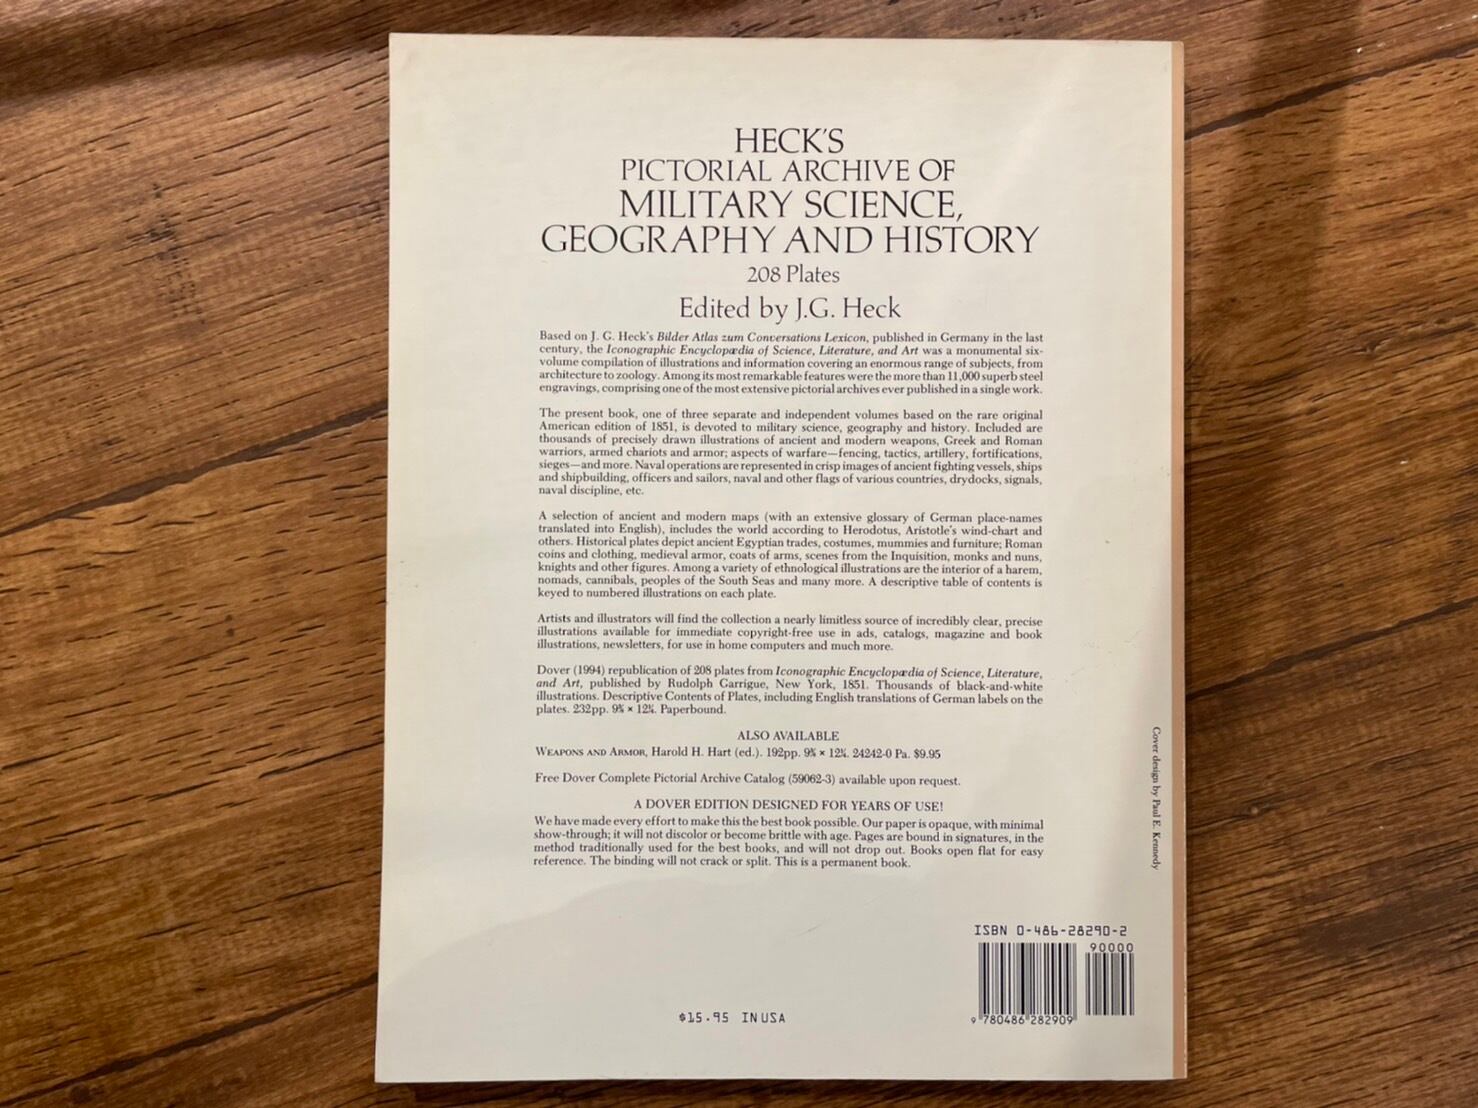 HECK'S
PICTORIAL ARCHIVE OF
MILITARY SCIENCE,
GEOGRAPHY AND HISTORY
208 Plates
Edited by J.G. Heck
Based on J. G. Heck's Bilder Atlas zum Conversations Lexicon, published in Germany in the last
century, the Iconographic Encyclopædia of Science, Literature, and Art was a monumental six-
volume compilation of illustrations and information covering an enormous range of subjects, from
architecture to zoology. Among its most remarkable features were the more than 11,000 superb steel
engravings, comprising one of the most extensive pictorial archives ever published in a single work.
The present book, one of three separate and independent volumes based on the rare original
American edition of 1851, is devoted to military science, geography and history. Included are
thousands of precisely drawn illustrations of ancient and modern weapons, Greek and Roman
warriors, armed chariots and armor; aspects of warfare—fencing, tactics, artillery, fortifications,
sieges—and more. Naval operations are represented in crisp images of ancient fighting vessels, ships
and shipbuilding, officers and sailors, naval and other flags of various countries, drydocks, signals,
naval discipline, etc.
A selection of ancient and modern maps (with an extensive glossary of German place-names
translated into English), includes the world according to Herodotus, Aristotle's wind-chart and
others. Historical plates depict ancient Egyptian trades, costumes, mummies and furniture; Roman
coins and clothing, medieval armor, coats of arms, scenes from the Inquisition, monks and nuns,
knights and other figures. Among a variety of ethnological illustrations are the interior of a harem,
nomads, cannibals, peoples of the South Seas and many more. A descriptive table of contents is
keyed to numbered illustrations on each plate.
Artists and illustrators will find the collection a nearly limitless source of incredibly clear, precise
illustrations available for immediate copyright-free use in ads, catalogs, magazine and book
illustrations, newsletters, for use in home computers and much more.
Dover (1994) republication of 208 plates from Iconographic Encyclopædia of Science, Literature,
and Art, published by Rudolph Garrigue, New York, 1851. Thousands of black-and-white
illustrations. Descriptive Contents of Plates, including English translations of German labels on the
plates. 232pp. 9⅜ × 12¼. Paperbound.
ALSO AVAILABLE
WEAPONS AND ARMOR, Harold H. Hart (ed.). 192pp. 9⅜ × 12¼. 24242-0 Pa. $9.95
Free Dover Complete Pictorial Archive Catalog (59062-3) available upon request.
A DOVER EDITION DESIGNED FOR YEARS OF USE!
We have made every effort to make this the best book possible. Our paper is opaque, with minimal
show-through; it will not discolor or become brittle with age. Pages are bound in signatures, in the
method traditionally used for the best books, and will not drop out. Books open flat for easy
reference. The binding will not crack or split. This is a permanent book.
Cover design by Paul E. Kennedy
ISBN 0-486-28290-2
90000
9 780486 282909
$15.95 IN USA